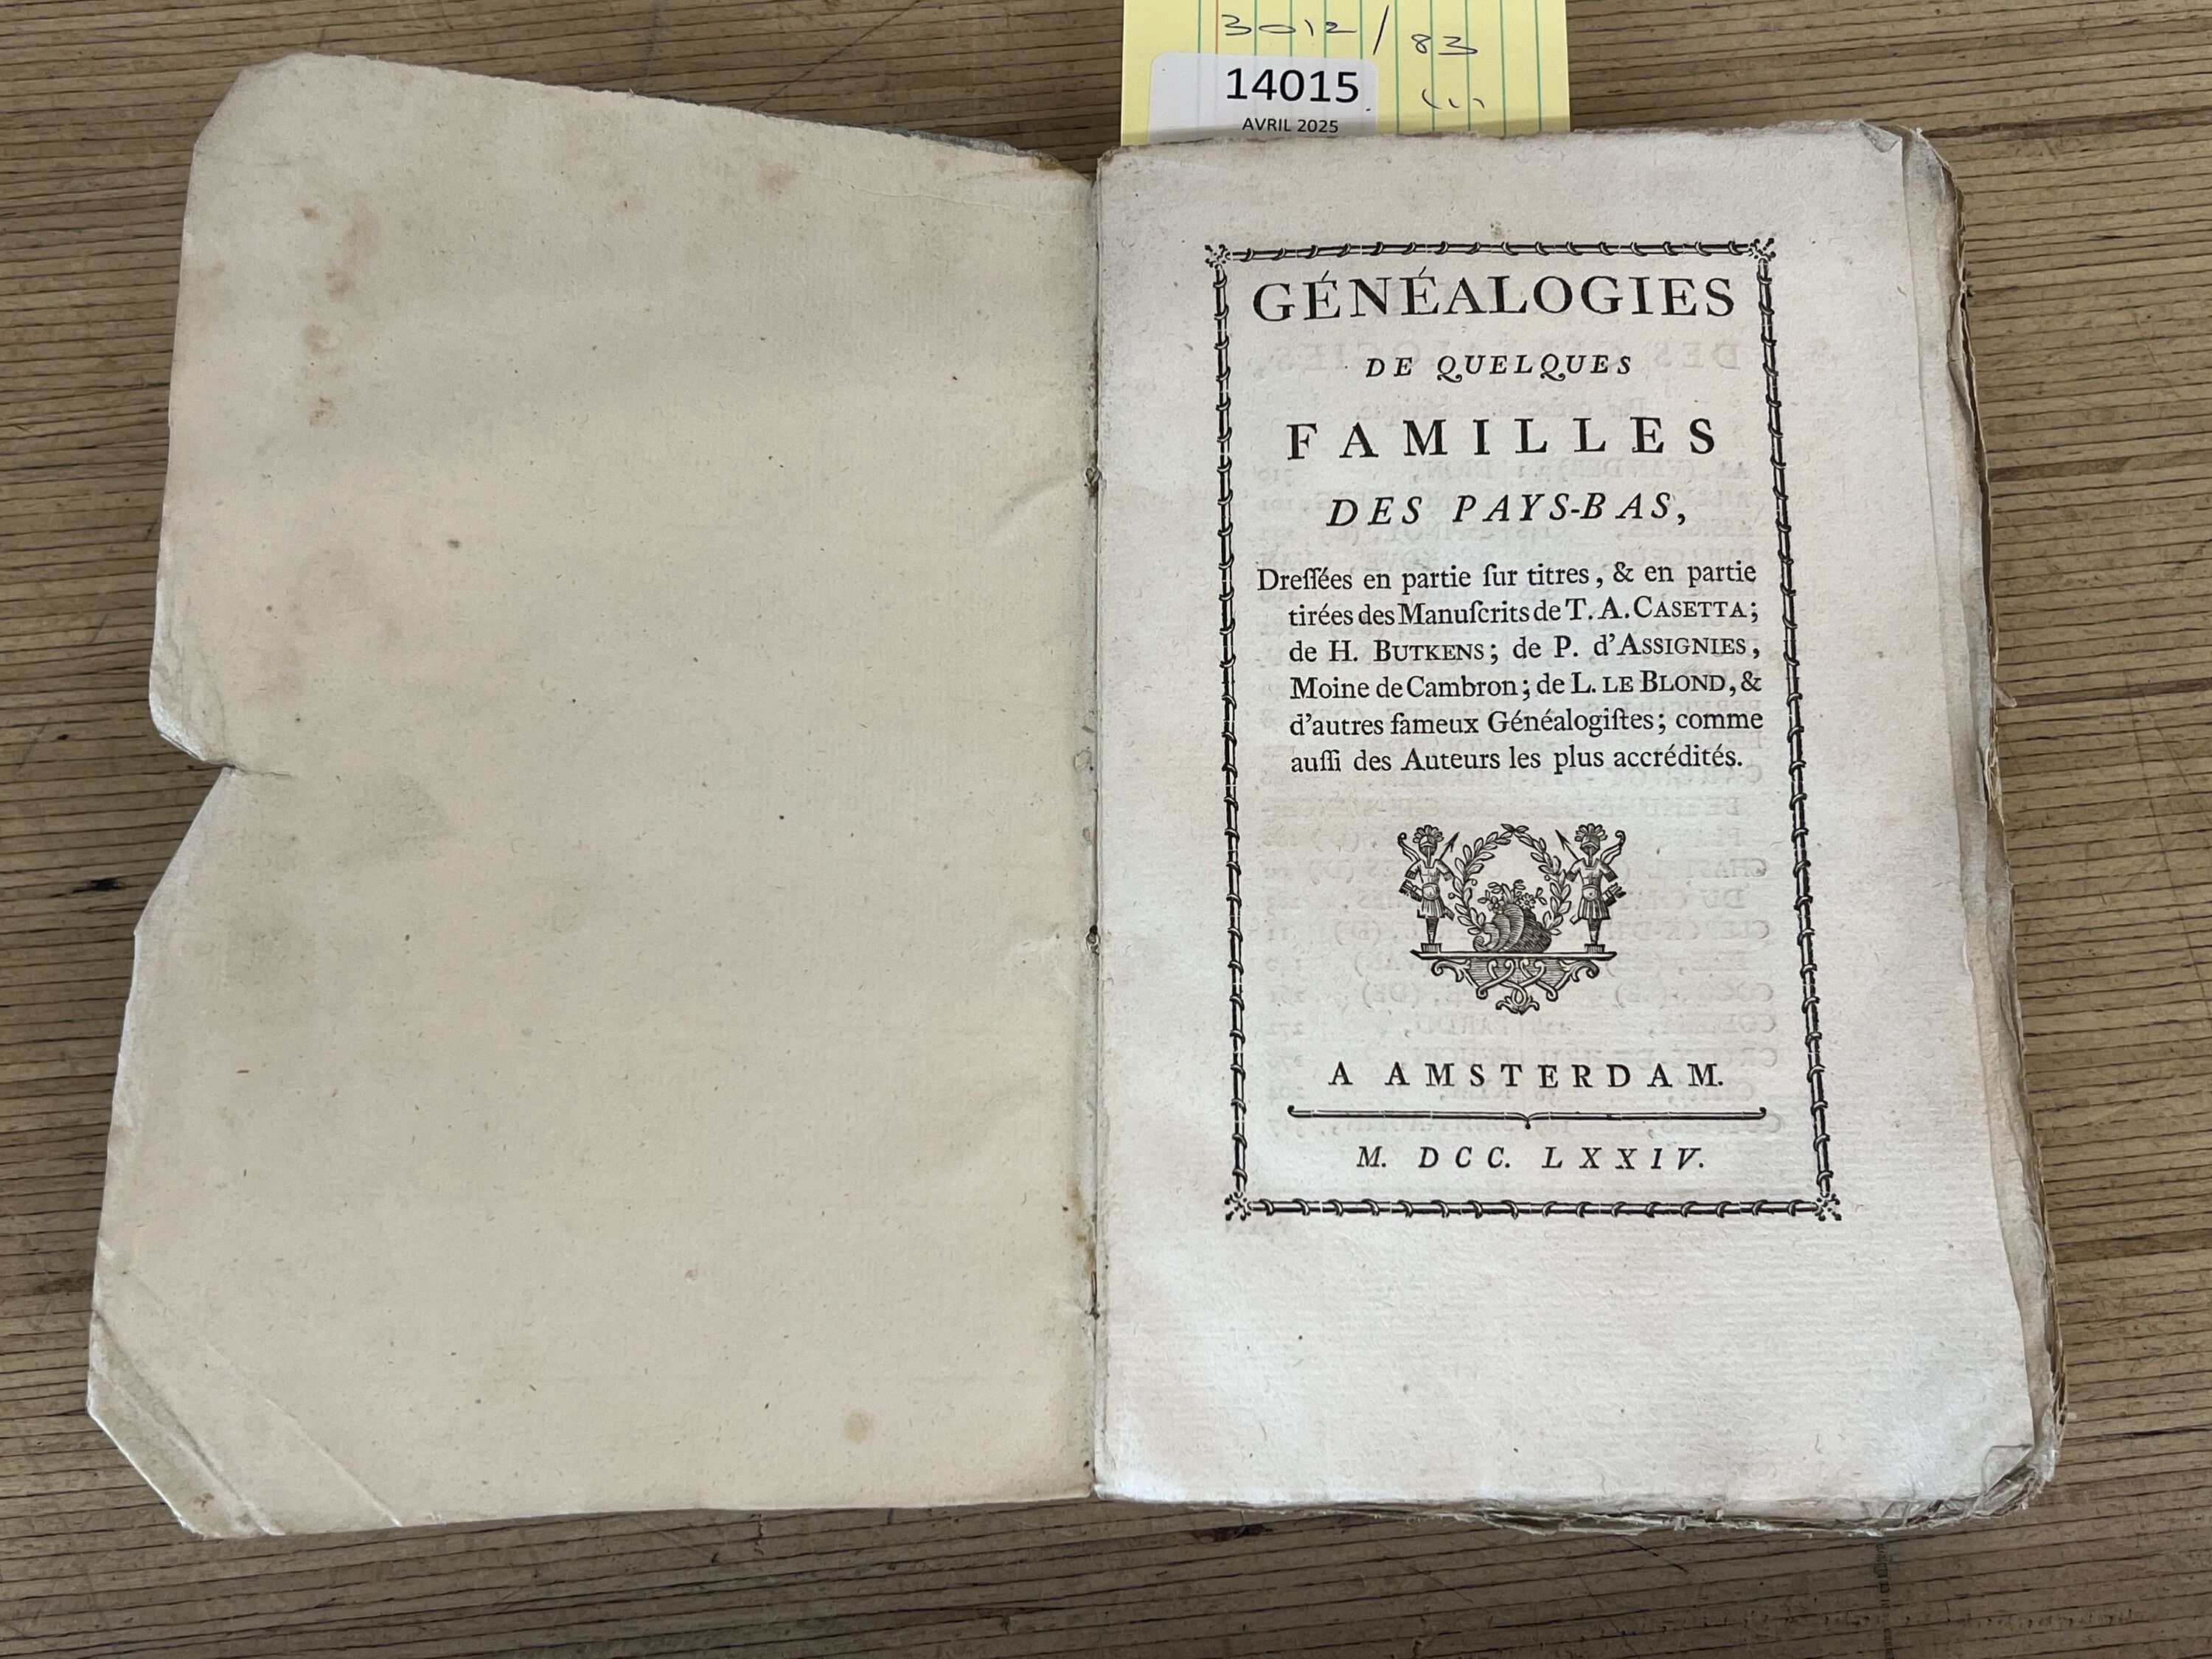 3012/83
14015
(1)
AVRIL 2025
GÉNÉALOGIES
DE QUELQUES
FAMILLES
DES PAYS-BAS,
Dreſſées en partie ſur titres, & en partie
tirées des Manuſcrits de T. A. CASETTA;
de H. BUTKENS; de P. d'ASSIGNIES,
Moine de Cambron; de L. LE BLOND, &
d'autres fameux Généalogiſtes; comme
auſſi des Auteurs les plus accrédités.
A AMSTERDAM.
M. DCC. LXXIV.